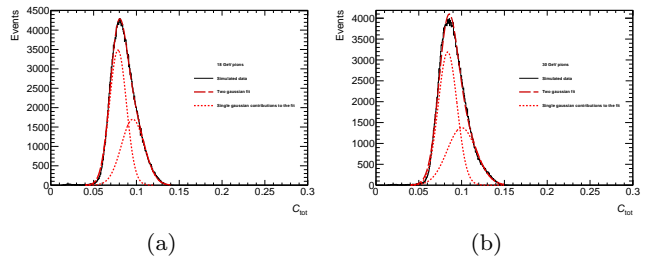 Events
4500
4000
3500
3000
2500
2000
1500
1000
500
0
0 0.05 0.1 0.15 0.2 0.25 0.3
C_tot
18 GeV pions
Simulated data
Two gaussian fit
Single gaussian contributions to the fit
(a)
Events
4000
3500
3000
2500
2000
1500
1000
500
0
0 0.05 0.1 0.15 0.2 0.25 0.3
C_tot
30 GeV pions
Simulated data
Two gaussian fit
Single gaussian contributions to the fit
(b)